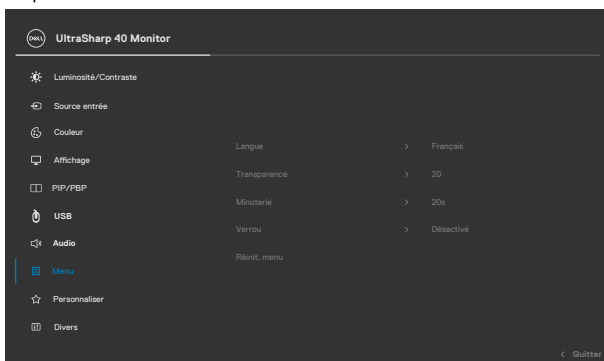 DELL UltraSharp 40 Monitor
Luminosité/Contraste
Source entrée
Couleur
Affichage
PIP/PBP
USB
Audio
Menu
Personnaliser
Divers
Langue > Français
Transparence > 20
Minuterie > 20s
Verrou > Désactivé
Réinit. menu
< Quitter